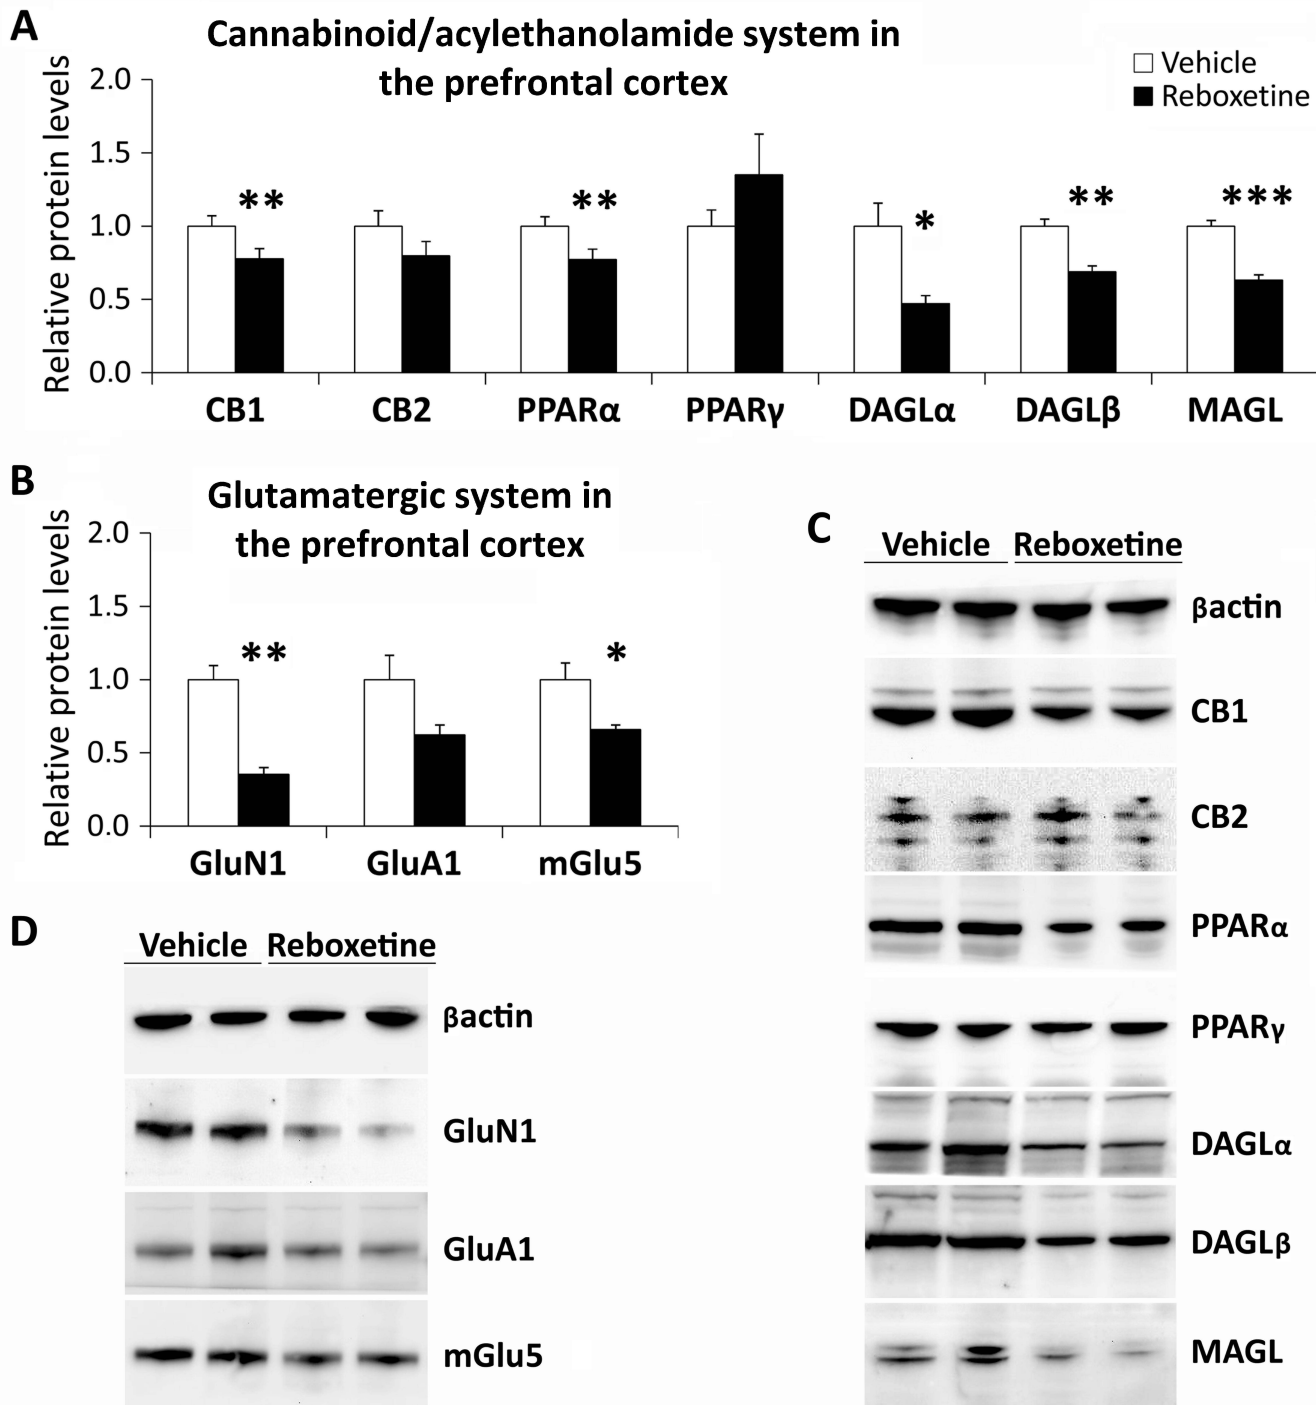 A
Cannabinoid/acylethanolamide system in
the prefrontal cortex
Vehicle
Reboxetine
Relative protein levels
2.0
1.5
1.0
0.5
0.0
** ** * ** ***
CB1 CB2 PPARα PPARγ DAGLα DAGLβ MAGL
B
Glutamatergic system in
the prefrontal cortex
Relative protein levels
2.0
1.5
1.0
0.5
0.0
** *
GluN1 GluA1 mGlu5
C
Vehicle Reboxetine
βactin
CB1
CB2
PPARα
PPARγ
DAGLα
DAGLβ
MAGL
D
Vehicle Reboxetine
βactin
GluN1
GluA1
mGlu5